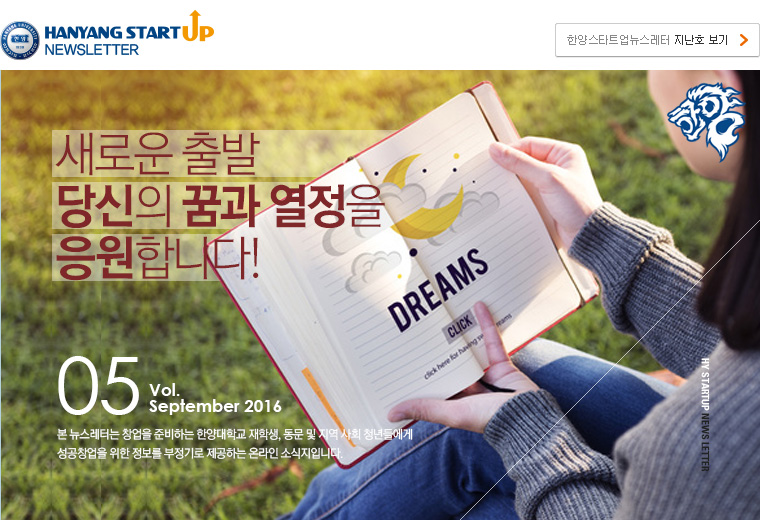 HANYANG STARTUP
NEWSLETTER
한양스타트업뉴스레터 지난호 보기
새로운 출발
당신의 꿈과 열정을
응원합니다!
DREAMS
CLICK
click here for having
05
Vol.
September 2016
본 뉴스레터는 창업을 준비하는 한양대학교 재학생, 동문 및 지역 사회 청년들에게
성공창업을 위한 정보를 부정기로 제공하는 온라인 소식지입니다.
HY STARTUP NEWS LETTER